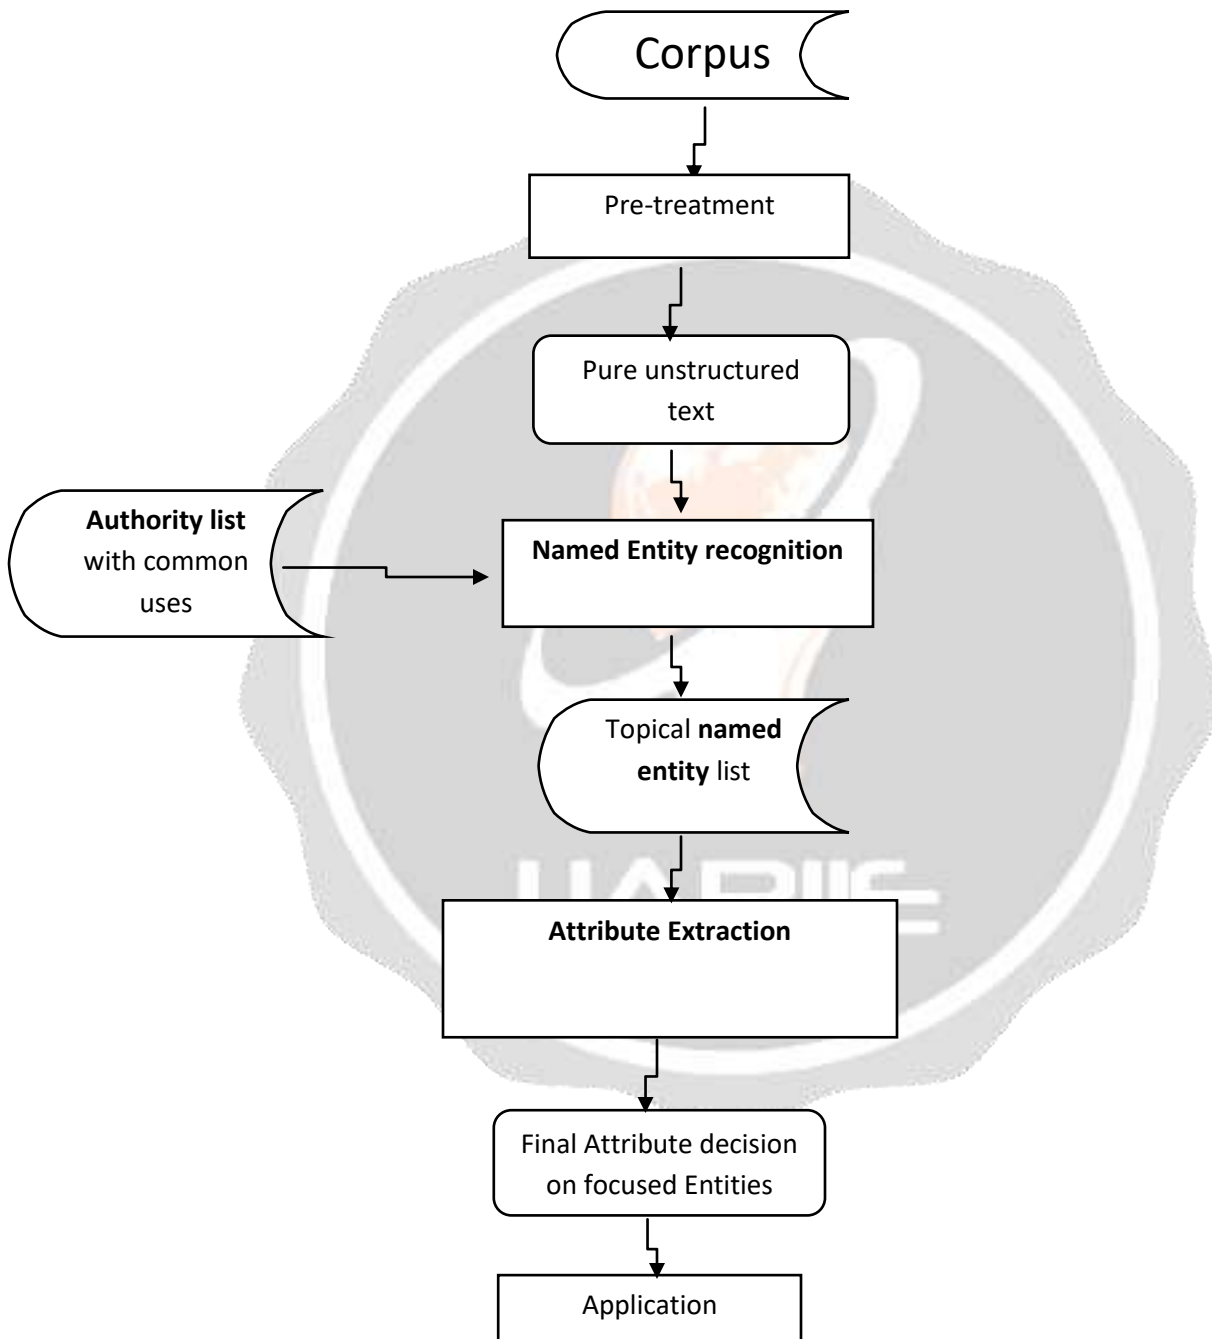 Corpus
Pre-treatment
Pure unstructured
text
Authority list
with common
uses
Named Entity recognition
Topical named
entity list
Attribute Extraction
Final Attribute decision
on focused Entities
Application